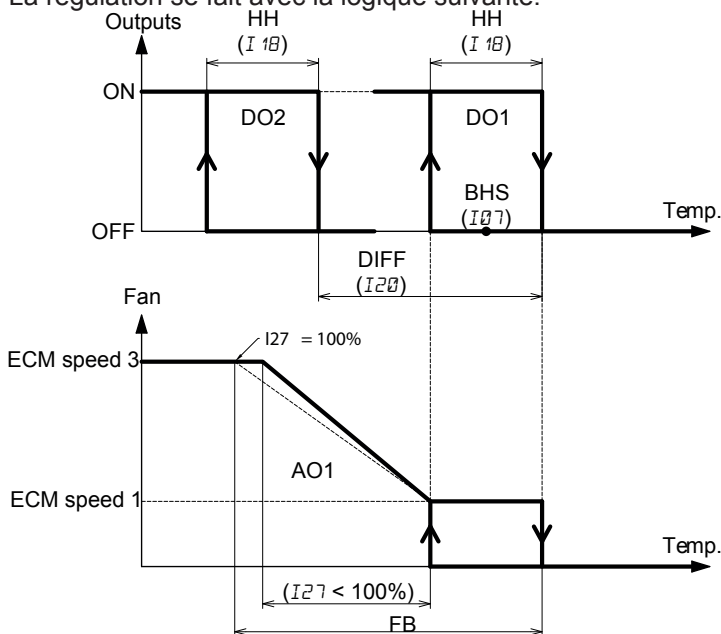 La régulation se fait avec la logique suivante:
Outputs HH HH
(I18) (I18)
ON
DO2 DO1
BHS
(I07) Temp.
OFF
DIFF
(I20)
Fan
I27 = 100%
ECM speed 3
AO1
ECM speed 1
Temp.
(I27 < 100%)
FB